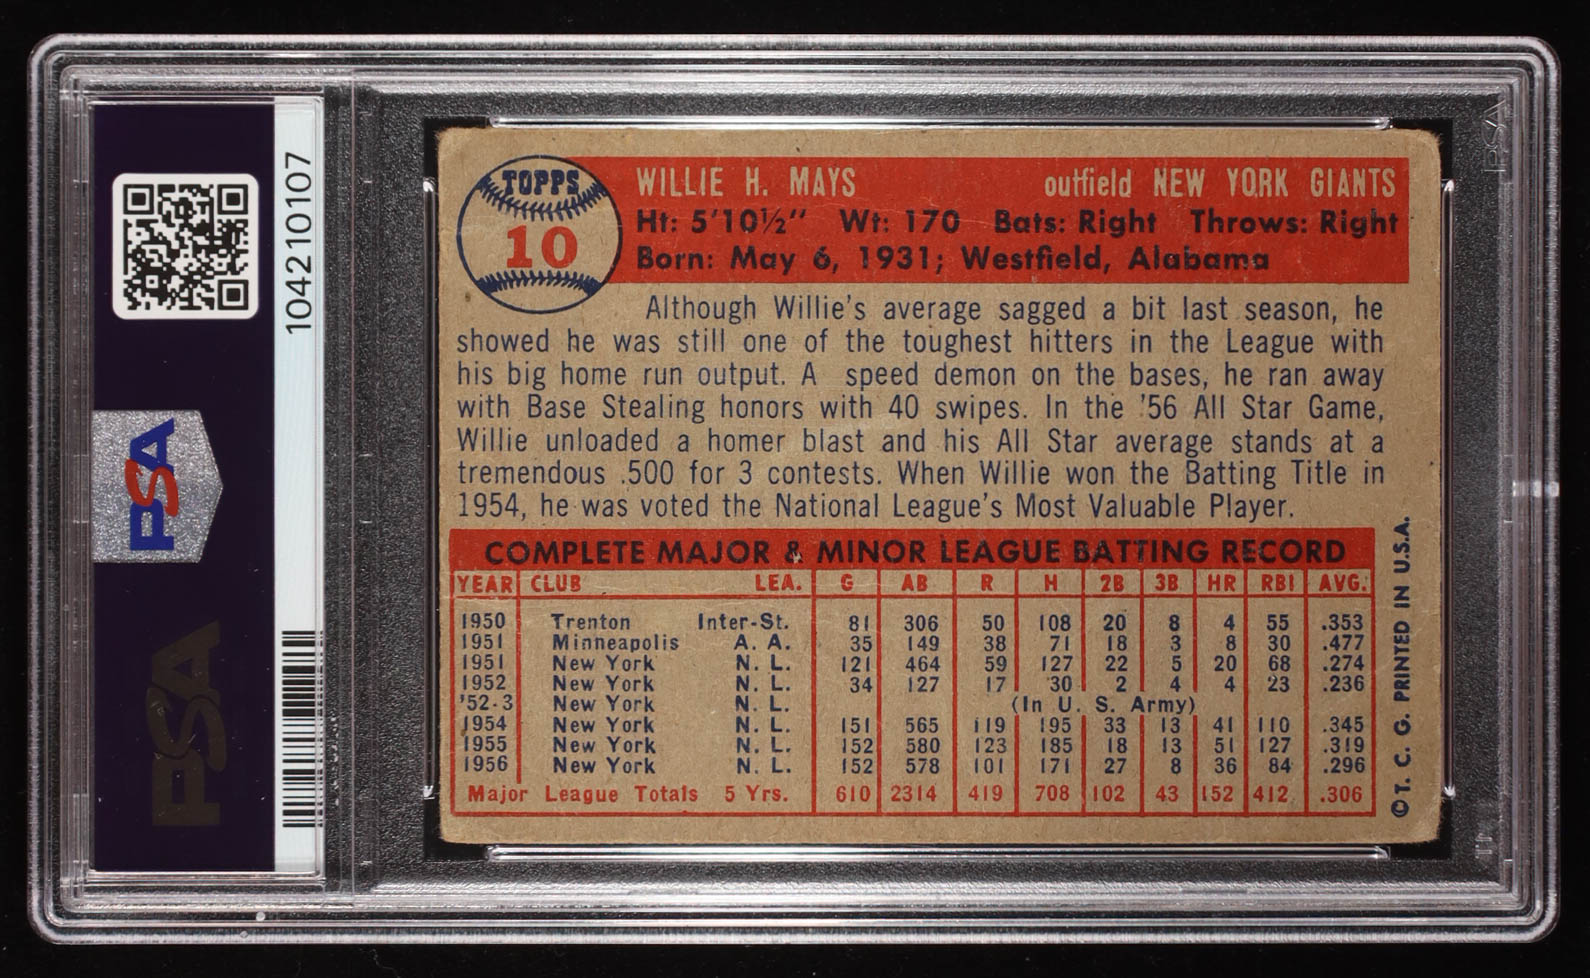 104210107
PSA
PSA
TOPPS
10
WILLIE H. MAYS outfield NEW YORK GIANTS
Ht: 5'10½" Wt: 170 Bats: Right Throws: Right
Born: May 6, 1931; Westfield, Alabama
Although Willie's average sagged a bit last season, he
showed he was still one of the toughest hitters in the League with
his big home run output. A speed demon on the bases, he ran away
with Base Stealing honors with 40 swipes. In the '56 All Star Game,
Willie unloaded a homer blast and his All Star average stands at a
tremendous .500 for 3 contests. When Willie won the Batting Title in
1954, he was voted the National League's Most Valuable Player.
COMPLETE MAJOR & MINOR LEAGUE BATTING RECORD
YEAR CLUB LEA. G AB R H 2B 3B HR RBI AVG.
1950 Trenton Inter-St. 81 306 50 108 20 8 4 55 .353
1951 Minneapolis A. A. 35 149 38 71 18 3 8 30 .477
1951 New York N. L. 121 464 59 127 22 5 20 68 .274
1952 New York N. L. 34 127 17 30 2 4 4 23 .236
'52-3 New York N. L. (In U. S. Army)
1954 New York N. L. 151 565 119 195 33 13 41 110 .345
1955 New York N. L. 152 580 123 185 18 13 51 127 .319
1956 New York N. L. 152 578 101 171 27 8 36 84 .296
Major League Totals 5 Yrs. 610 2314 419 708 102 43 152 412 .306
© T. C. G. PRINTED IN U.S.A.
PSA